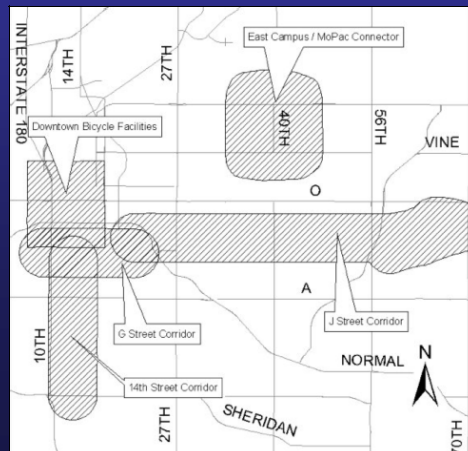 INTERSTATE 180
14TH
27TH
East Campus / MoPac Connector
40TH
56TH
VINE
Downtown Bicycle Facilities
O
A
J Street Corridor
G Street Corridor
10TH
14th Street Corridor
NORMAL
N
27TH
SHERIDAN
70TH